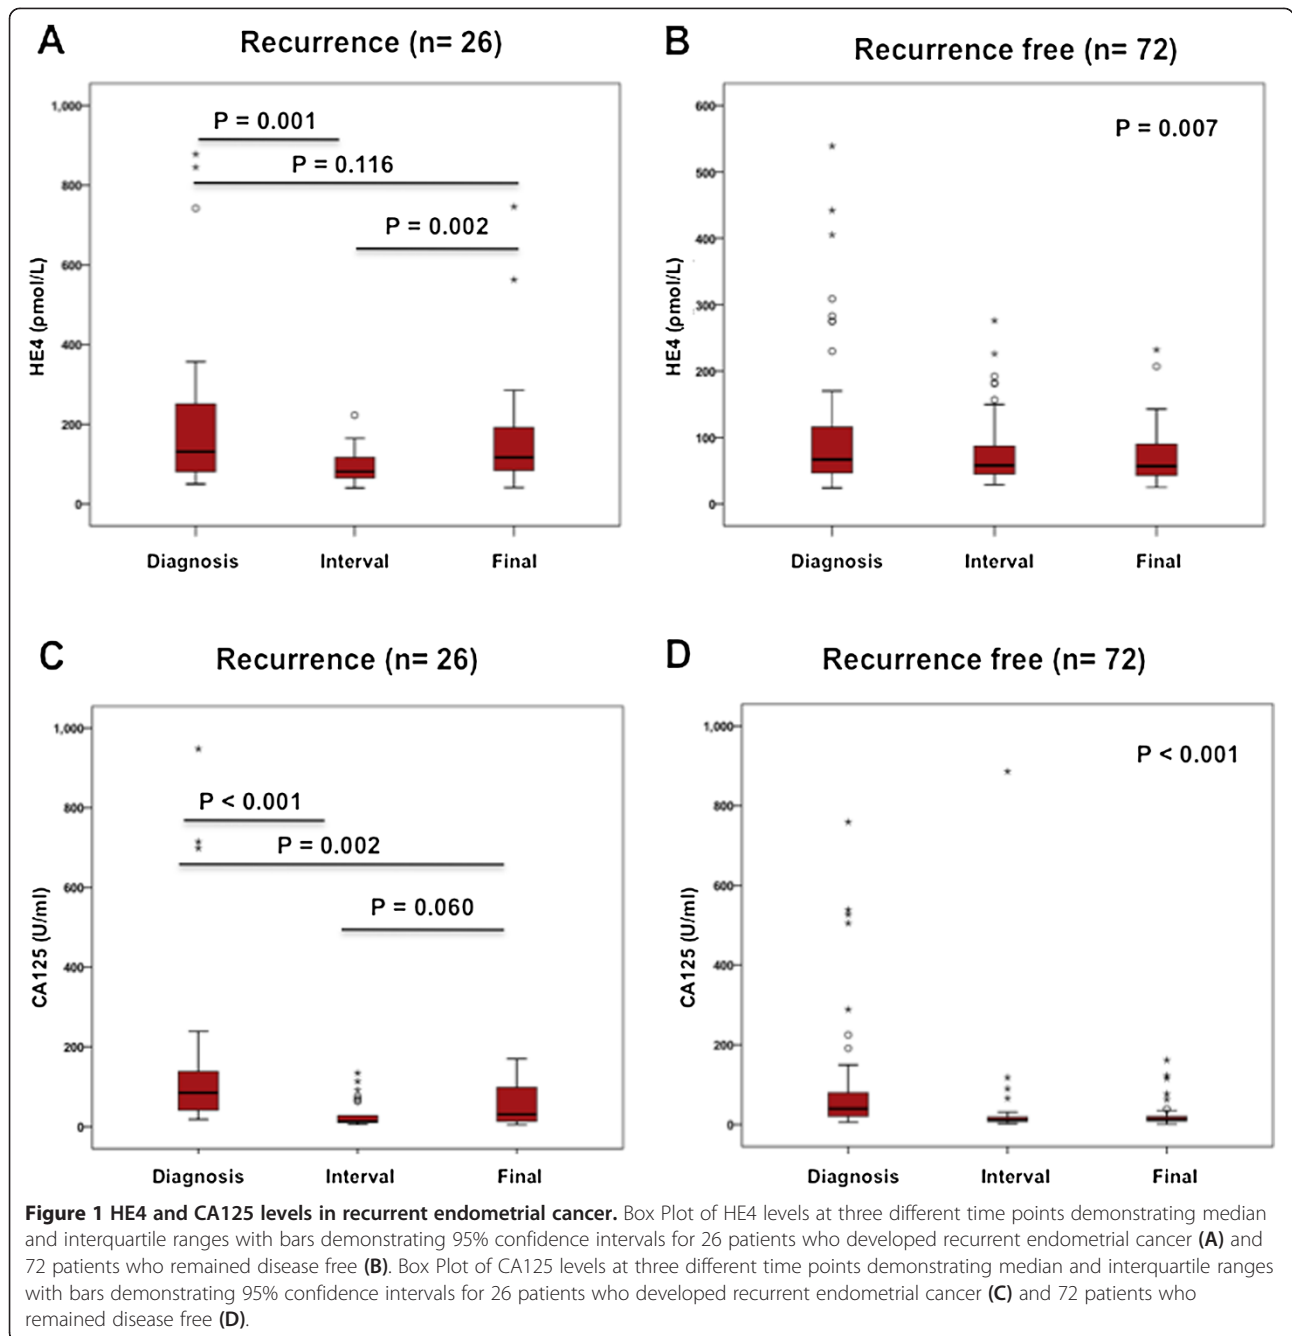 A
Recurrence (n= 26)
1,000
800
600
400
200
0
HE4 (ρmol/L)
P = 0.001
P = 0.116
P = 0.002
Diagnosis
Interval
Final
B
Recurrence free (n= 72)
600
500
400
300
200
100
0
HE4 (ρmol/L)
P = 0.007
Diagnosis
Interval
Final
C
Recurrence (n= 26)
1,000
800
600
400
200
0
CA125 (U/ml)
P < 0.001
P = 0.002
P = 0.060
Diagnosis
Interval
Final
D
Recurrence free (n= 72)
1,000
800
600
400
200
0
CA125 (U/ml)
P < 0.001
Diagnosis
Interval
Final
Figure 1 HE4 and CA125 levels in recurrent endometrial cancer. Box Plot of HE4 levels at three different time points demonstrating median
and interquartile ranges with bars demonstrating 95% confidence intervals for 26 patients who developed recurrent endometrial cancer (A) and
72 patients who remained disease free (B). Box Plot of CA125 levels at three different time points demonstrating median and interquartile ranges
with bars demonstrating 95% confidence intervals for 26 patients who developed recurrent endometrial cancer (C) and 72 patients who
remained disease free (D).